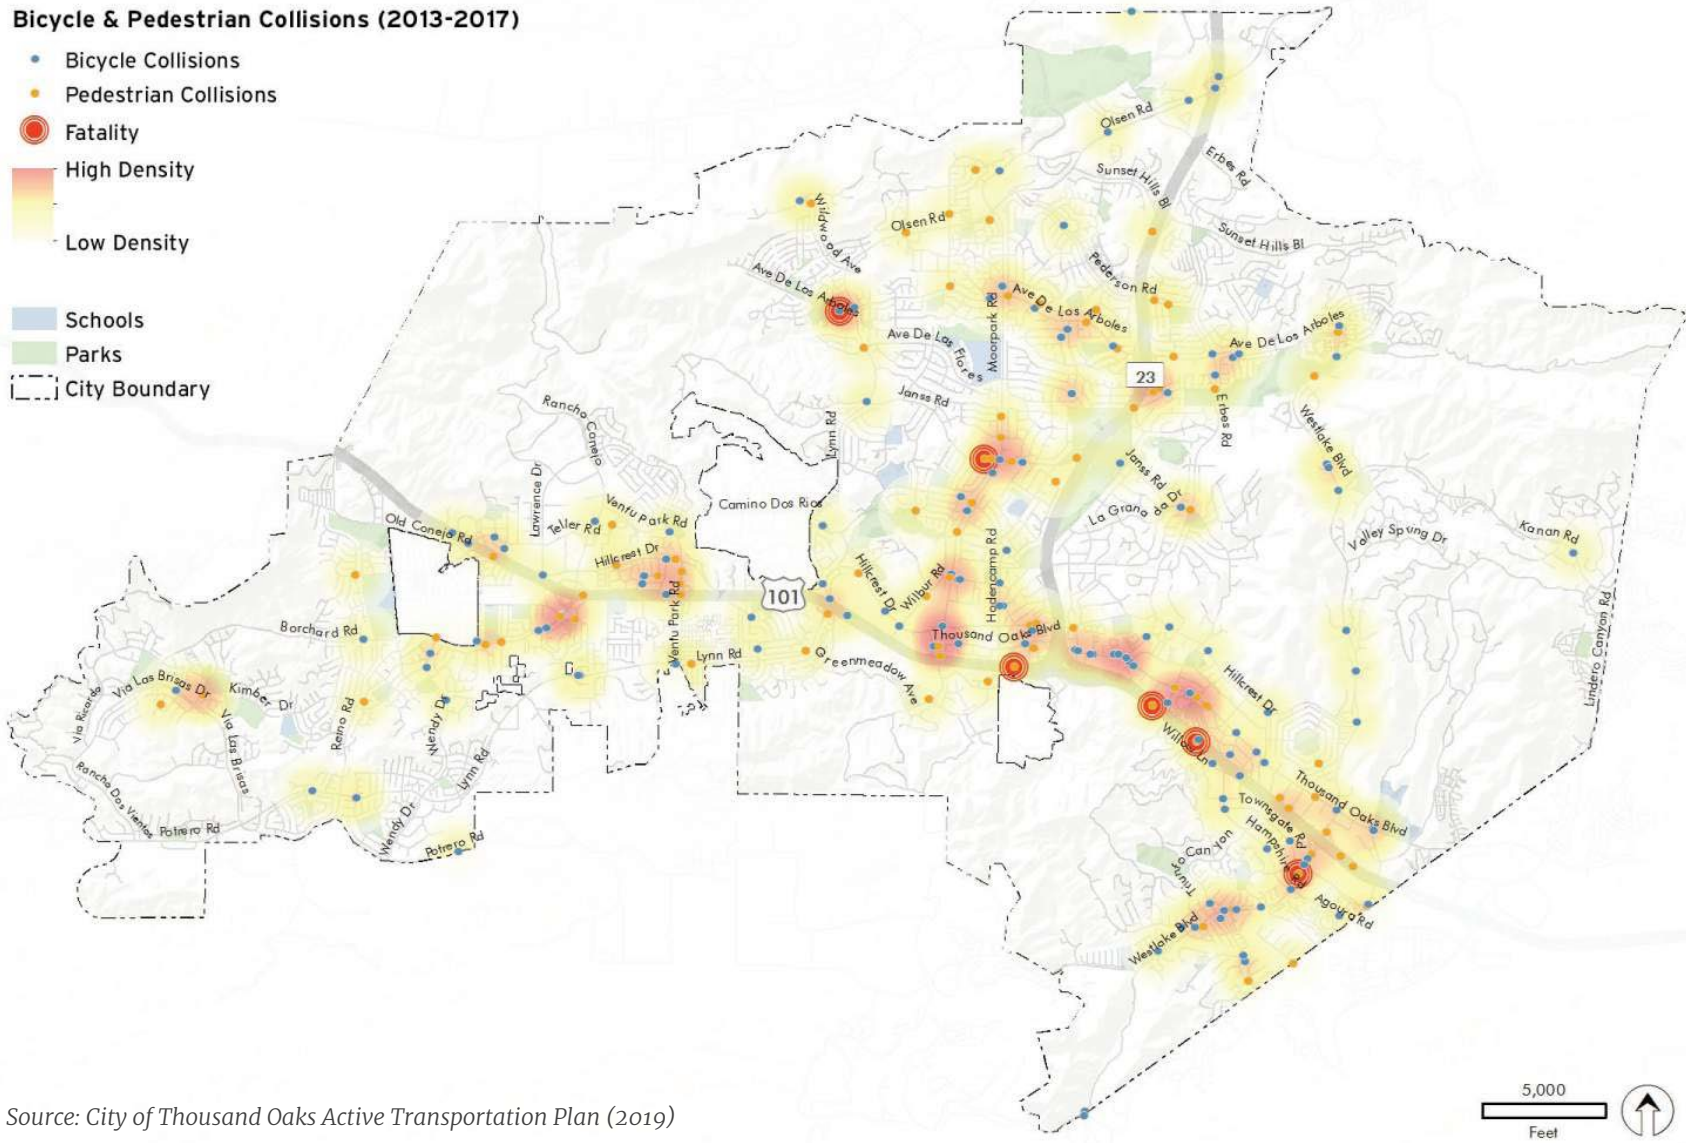 Bicycle & Pedestrian Collisions (2013-2017)
Bicycle Collisions
Pedestrian Collisions
Fatality
High Density
Low Density
Schools
Parks
City Boundary
Olsen Rd
Erbes Rd
Sunset Hills Bl
Sunset Hills Bl
Wildwood Ave
Olsen Rd
Pederson Rd
Ave De Los Arboles
Ave De Los Arboles
Ave De Los Arboles
Moorpark Rd
Ave De Las Flores
23
Janss Rd
Erbes Rd
Westlake Blvd
Rancho Conejo
Lynn Rd
Janss Rd
La Granada Dr
Lawrence Dr
Camino Dos Rios
Ventu Park Rd
Teller Rd
Old Conejo Rd
Valley Spring Dr
Kanan Rd
Hillcrest Dr
Hillcrest Dr
Wilbur Rd
Hodencamp Rd
101
Ventu Park Rd
Lindero Canyon Rd
Borchard Rd
Thousand Oaks Blvd
Lynn Rd
Greenmeadow Ave
Hillcrest Dr
Via Las Brisas Dr
Kimber Dr
Via Ricardo
Via Las Brisas
Reino Rd
Wendy Dr
Lynn Rd
Willow Ln
Rancho Dos Vientos
Potrero Rd
Wendy Dr
Potrero Rd
Thousand Oaks Blvd
Townsgate Rd
Hampshire Rd
Triunfo Canyon
Agoura Rd
Westlake Blvd
5,000
Feet
Source: City of Thousand Oaks Active Transportation Plan (2019)